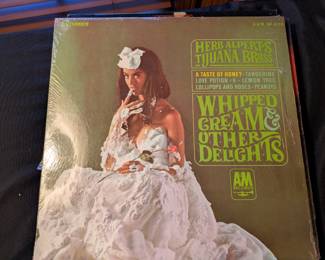 HERB ALPERT'S
TIJUANA BRASS
A TASTE OF HONEY · TANGERINE
LOVE POTION #9 · LEMON TREE
LOLLIPOPS AND ROSES · PEANUTS
WHIPPED
CREAM &
OTHER
DELIGHTS
A&M